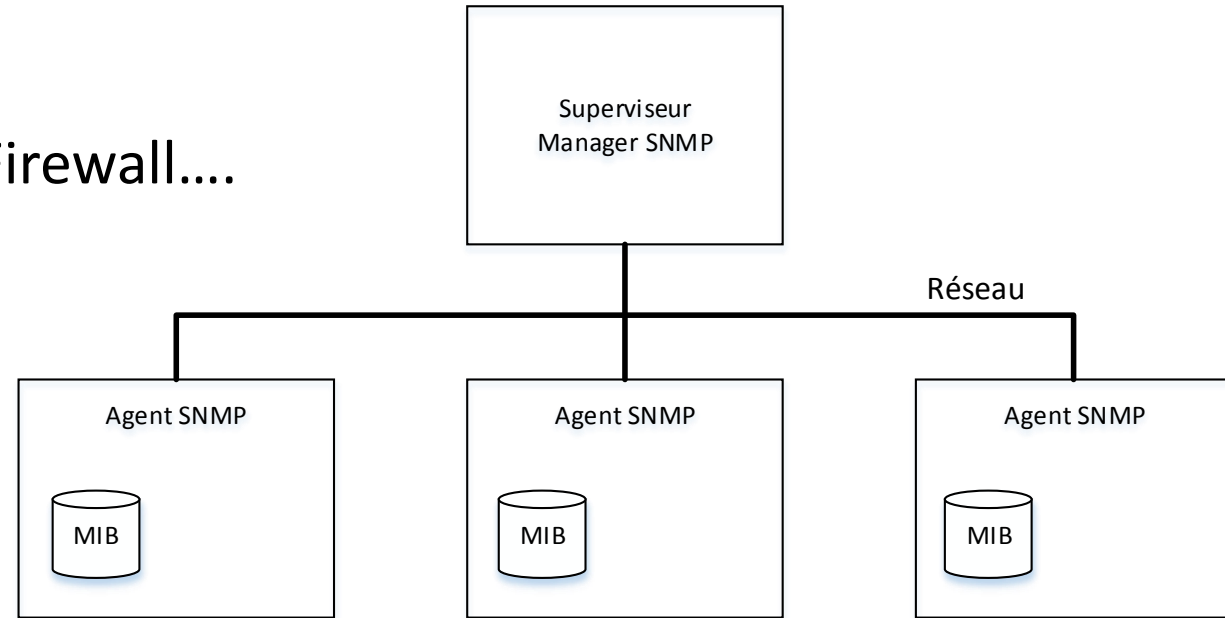 Superviseur
Manager SNMP
irewall....
Réseau
Agent SNMP
Agent SNMP
Agent SNMP
MIB
MIB
MIB